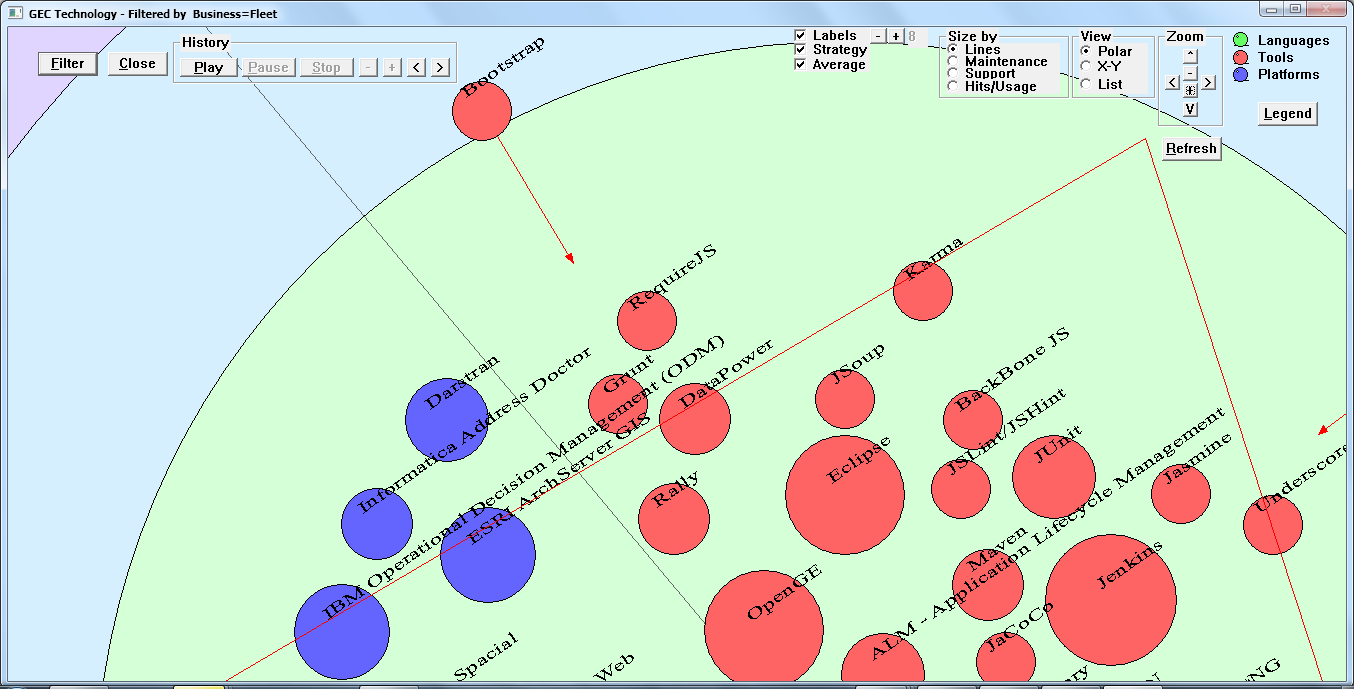 GEC Technology - Filtered by Business=Fleet
Filter
Close
History
Play
Pause
Stop
-
+
<
>
Labels
- + 8
Strategy
Average
Size by
Lines
Maintenance
Support
Hits/Usage
View
Polar
X-Y
List
Zoom
^
-
<
>
V
Refresh
Languages
Tools
Platforms
Legend
Bootstrap
RequireJS
Karma
Grunt
DataPower
JSoup
BackBone JS
Darstran
Informatica Address Doctor
IBM Operational Decision Management (ODM)
ESRI ArchServer GIS
Rally
Eclipse
JSLint/JSHint
JUnit
Jasmine
Underscore
OpenGE
Maven
Jenkins
ALM - Application Lifecycle Management
JaCoCo
Spacial
Web